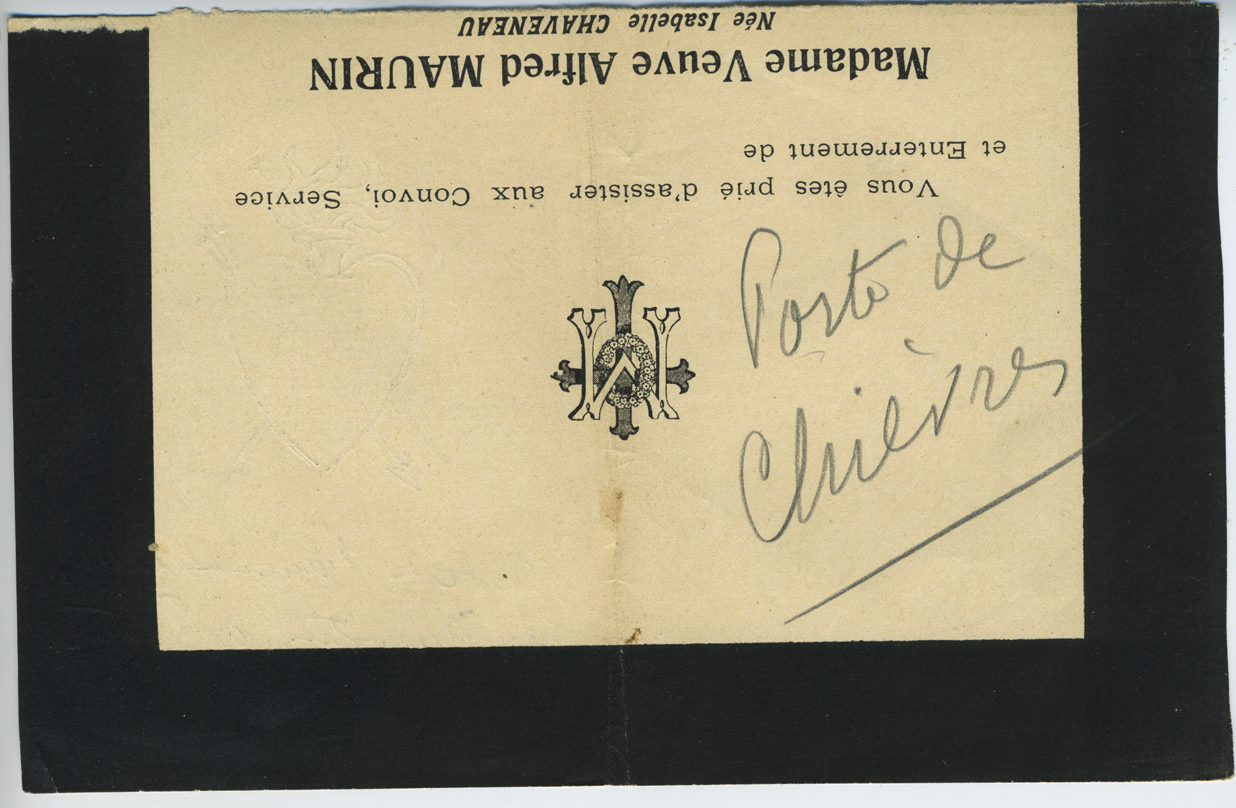 Vous êtes prié d'assister aux Convoi, Service
et Enterrement de
Madame Veuve Alfred MAURIN
Née Isabelle CHAVENEAU
Porte de
Chièvres